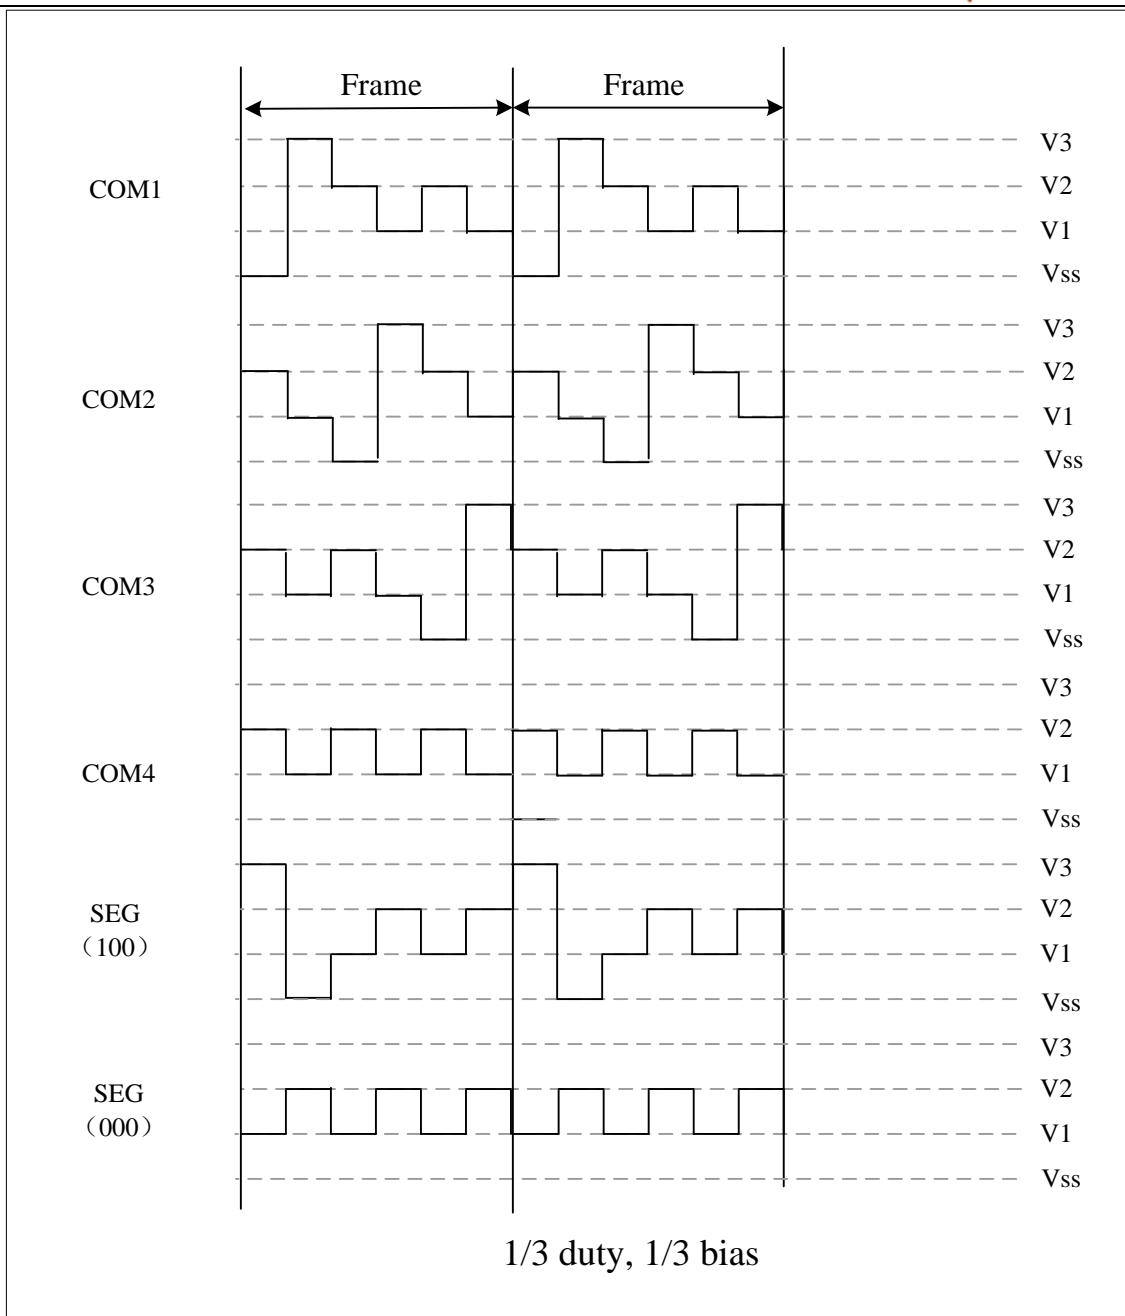 Frame Frame
V3
COM1 V2
V1
Vss
V3
V2
COM2
V1
Vss
V3
V2
COM3
V1
Vss
V3
V2
COM4 V1
Vss
V3
SEG V2
（100） V1
Vss
V3
SEG V2
（000） V1
Vss
1/3 duty, 1/3 bias